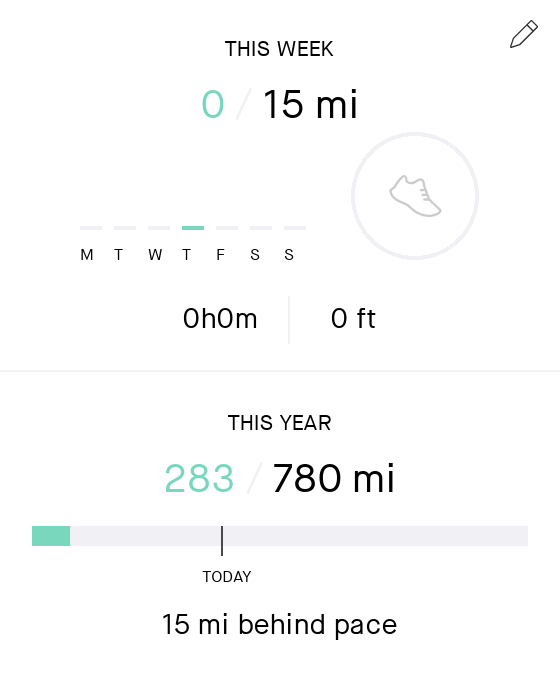 THIS WEEK
0 / 15 mi
M T W T F S S
0h0m 0 ft
THIS YEAR
283 / 780 mi
TODAY
15 mi behind pace